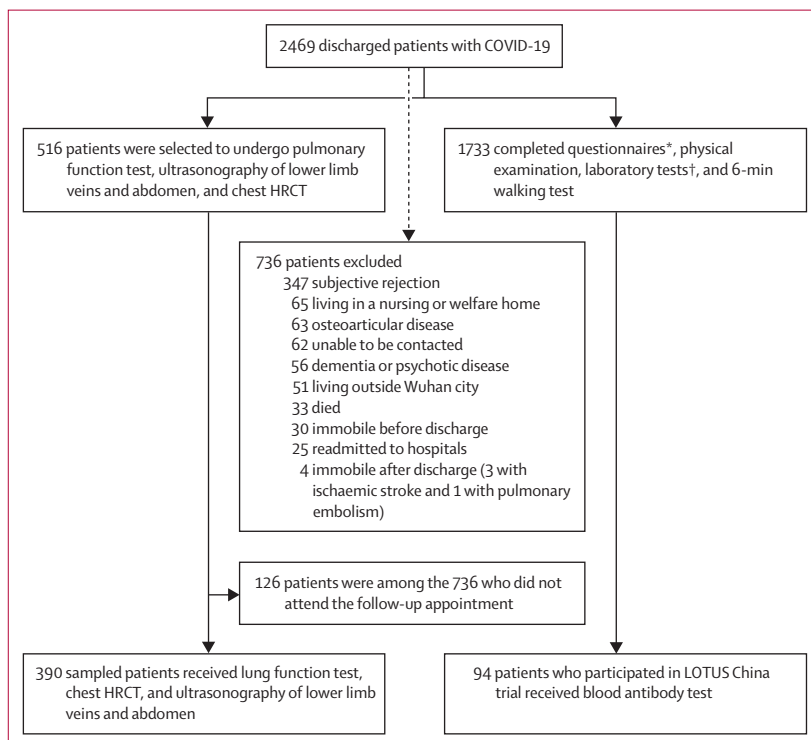 2469 discharged patients with COVID-19
516 patients were selected to undergo pulmonary
function test, ultrasonography of lower limb
veins and abdomen, and chest HRCT
1733 completed questionnaires*, physical
examination, laboratory tests†, and 6-min
walking test
736 patients excluded
347 subjective rejection
65 living in a nursing or welfare home
63 osteoarticular disease
62 unable to be contacted
56 dementia or psychotic disease
51 living outside Wuhan city
33 died
30 immobile before discharge
25 readmitted to hospitals
4 immobile after discharge (3 with
ischaemic stroke and 1 with pulmonary
embolism)
126 patients were among the 736 who did not
attend the follow-up appointment
390 sampled patients received lung function test,
chest HRCT, and ultrasonography of lower limb
veins and abdomen
94 patients who participated in LOTUS China
trial received blood antibody test